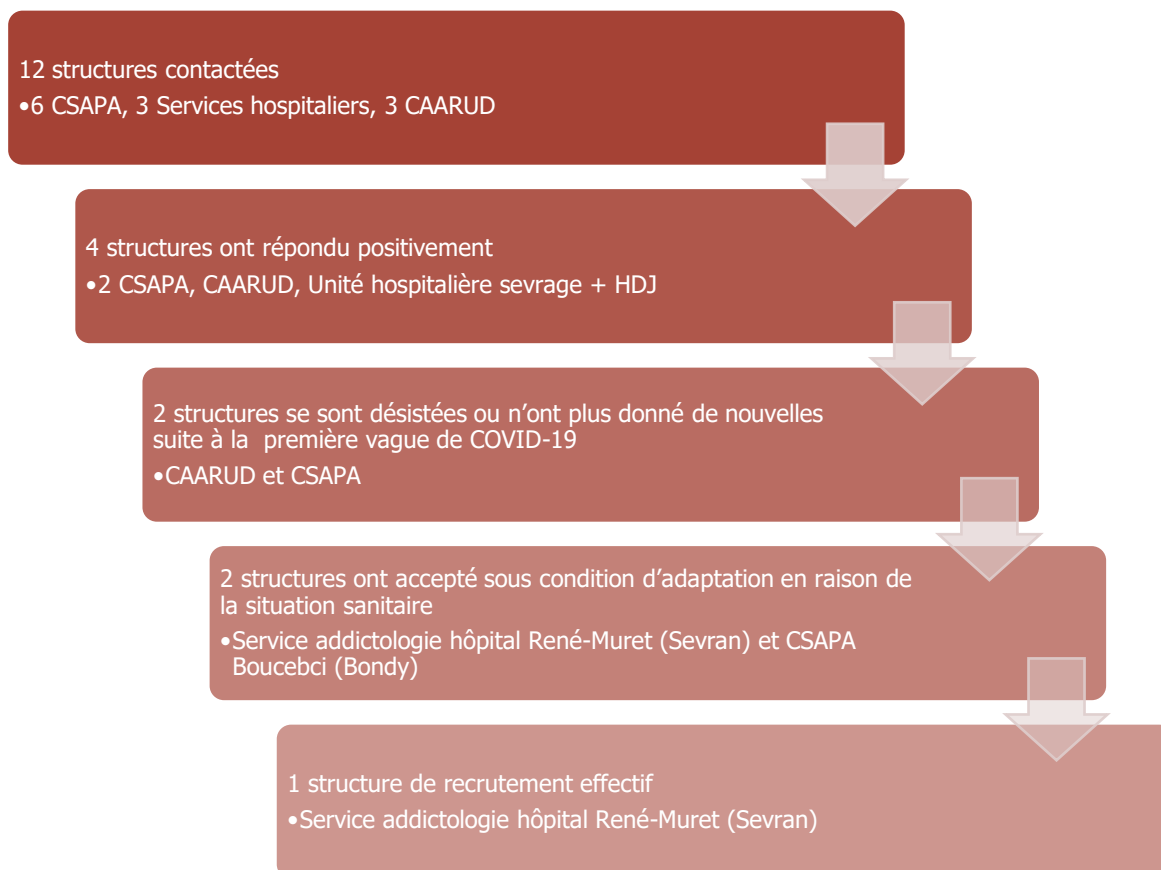 12 structures contactées
•6 CSAPA, 3 Services hospitaliers, 3 CAARUD
4 structures ont répondu positivement
•2 CSAPA, CAARUD, Unité hospitalière sevrage + HDJ
2 structures se sont désistées ou n’ont plus donné de nouvelles
suite à la  première vague de COVID-19
•CAARUD et CSAPA
2 structures ont accepté sous condition d’adaptation en raison de
la situation sanitaire
•Service addictologie hôpital René-Muret (Sevran) et CSAPA
Boucebci (Bondy)
1 structure de recrutement effectif
•Service addictologie hôpital René-Muret (Sevran)